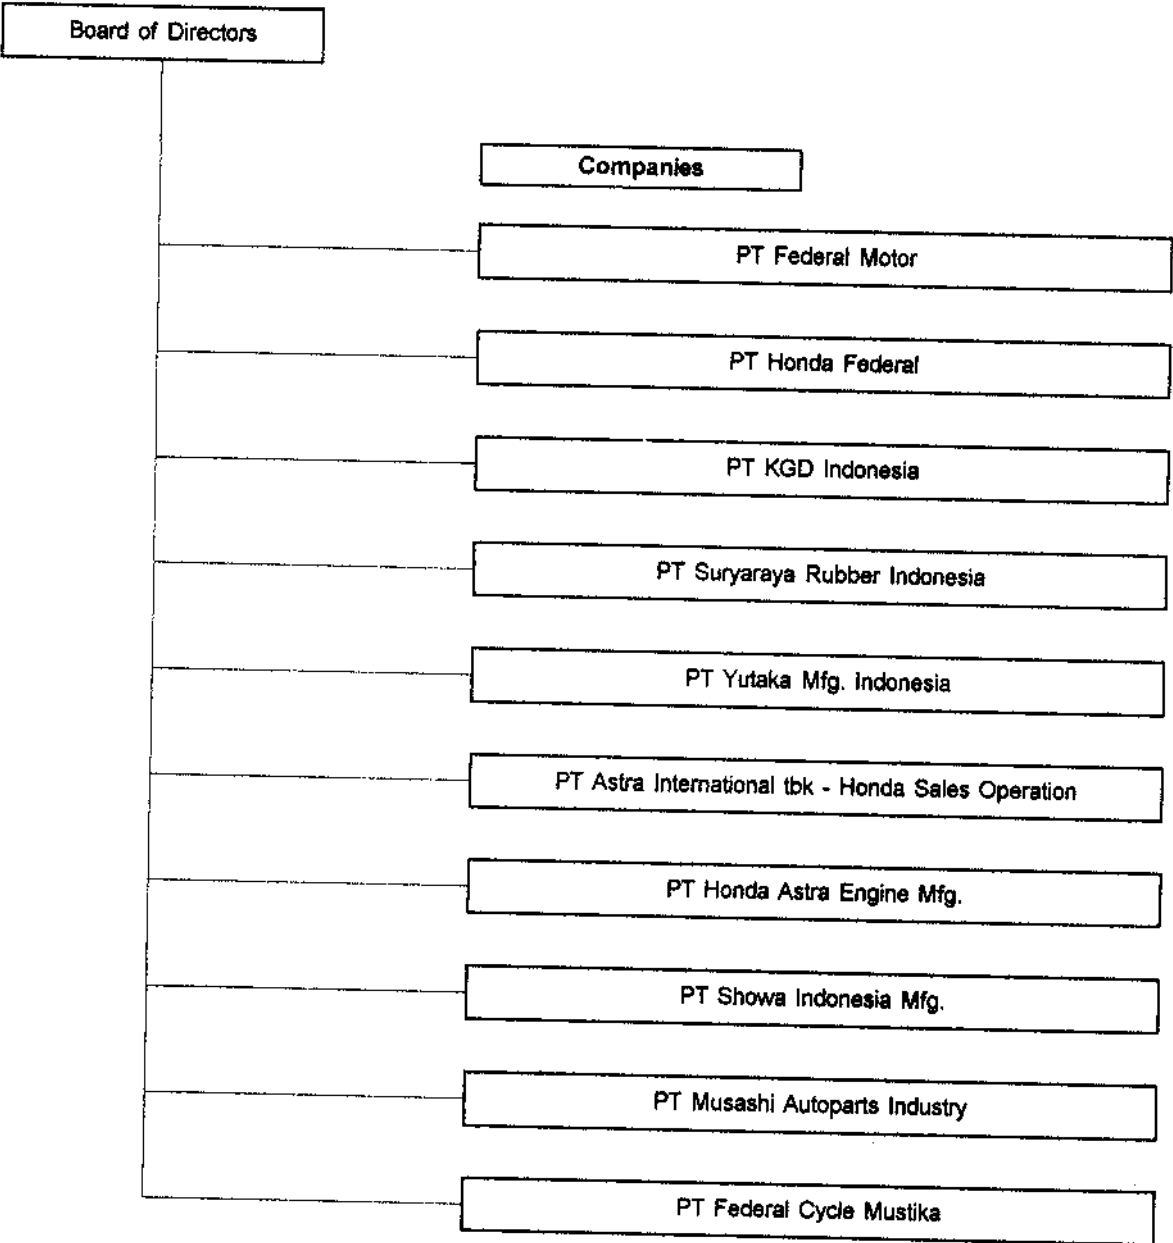 Board of Directors
Companies
PT Federal Motor
PT Honda Federal
PT KGD Indonesia
PT Suryaraya Rubber Indonesia
PT Yutaka Mfg. Indonesia
PT Astra International tbk - Honda Sales Operation
PT Honda Astra Engine Mfg.
PT Showa Indonesia Mfg.
PT Musashi Autoparts Industry
PT Federal Cycle Mustika